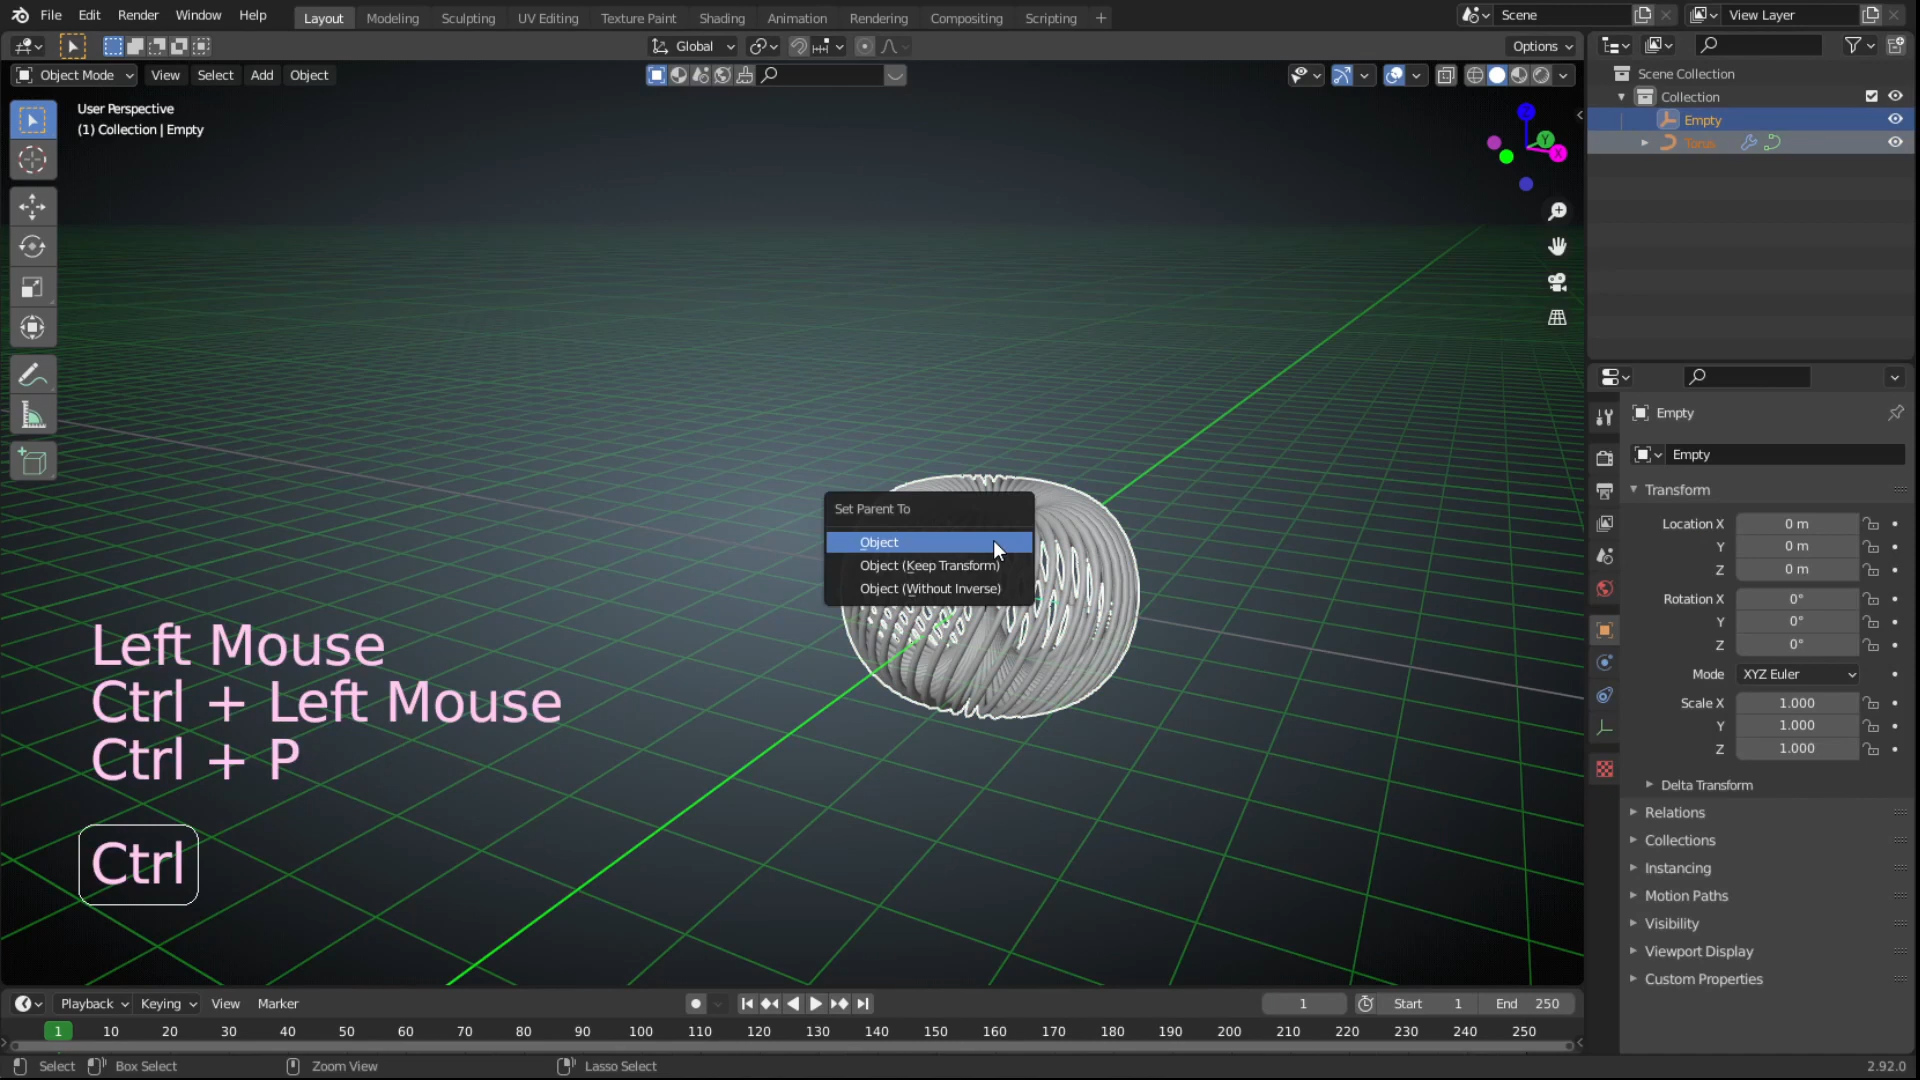 File Edit Render Window Help Layout Modeling Sculpting UV Editing Texture Paint Shading Animation Rendering Compositing Scripting + Scene View Layer
Global Options
Object Mode View Select Add Object
User Perspective
(1) Collection | Empty
Z
Y
X
Scene Collection
Collection
Empty
Torus
Set Parent To
Object
Object (Keep Transform)
Object (Without Inverse)
Left Mouse
Ctrl + Left Mouse
Ctrl + P
Ctrl
Empty
Empty
Transform
Location X 0 m
Y 0 m
Z 0 m
Rotation X 0°
Y 0°
Z 0°
Mode XYZ Euler
Scale X 1.000
Y 1.000
Z 1.000
Delta Transform
Relations
Collections
Instancing
Motion Paths
Visibility
Viewport Display
Custom Properties
Playback Keying View Marker 1 Start 1 End 250
1 10 20 30 40 50 60 70 80 90 100 110 120 130 140 150 160 170 180 190 200 210 220 230 240 250
Select Box Select Zoom View Lasso Select 2.92.0